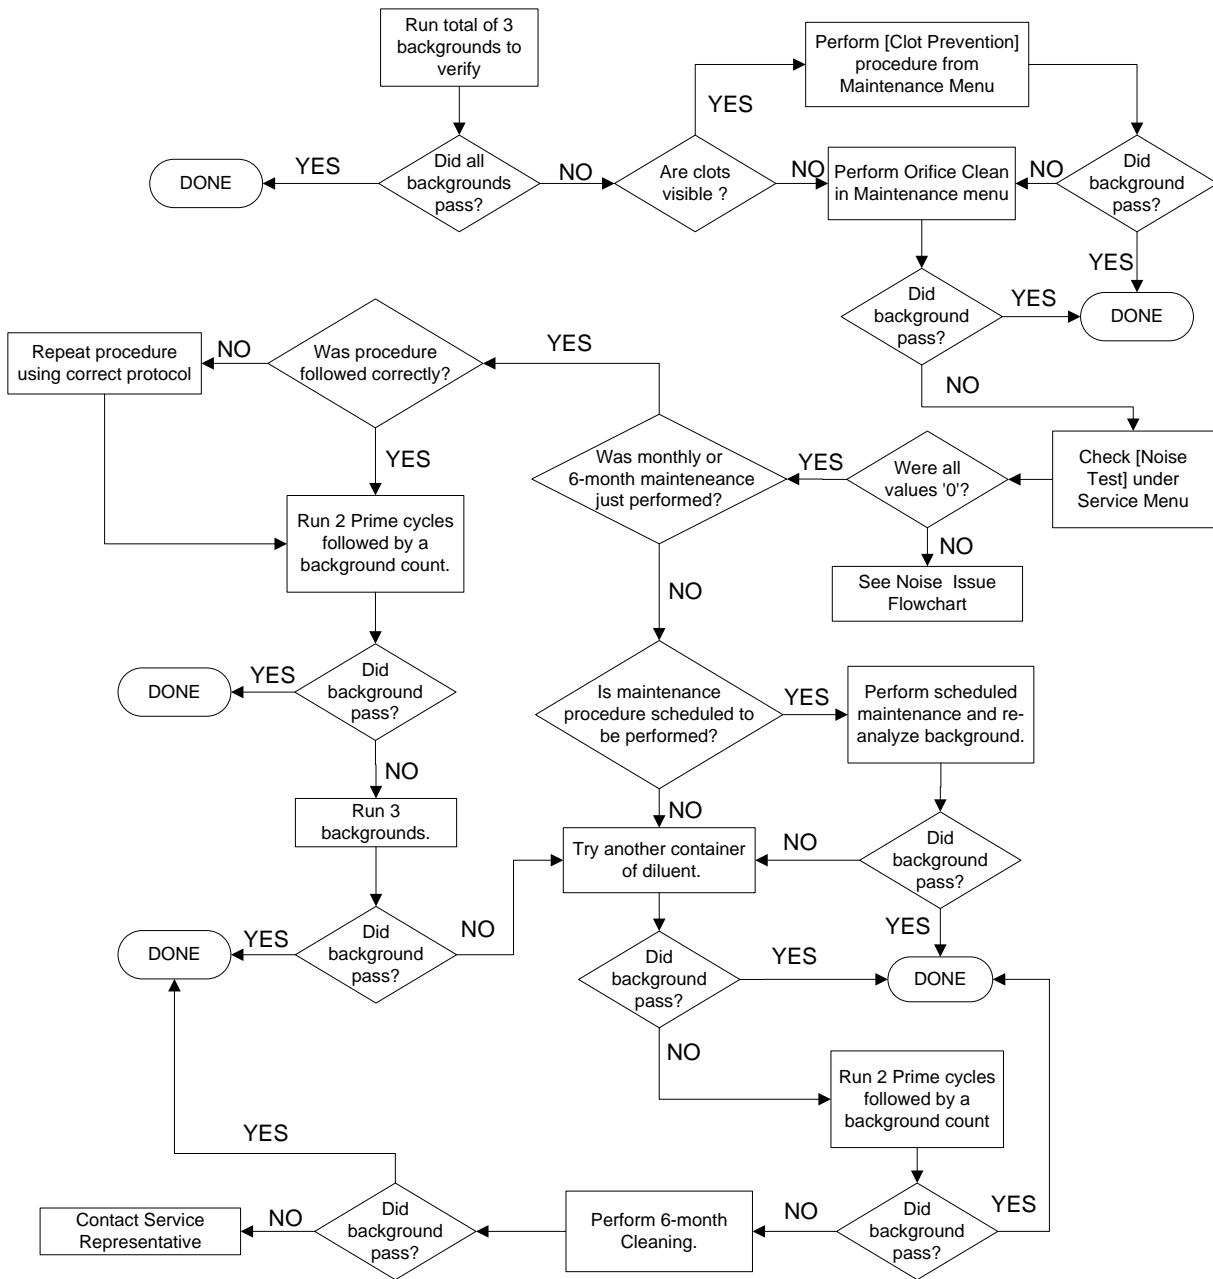 Run total of 3
backgrounds to
verify
Perform [Clot Prevention]
procedure from
Maintenance Menu
YES
YES
DONE
Did all
backgrounds
pass?
NO
Are clots
visible ?
NO
Perform Orifice Clean
in Maintenance menu
NO
Did
background
pass?
YES
Did
background
pass?
YES
DONE
NO
Repeat procedure
using correct protocol
NO
Was procedure
followed correctly?
YES
YES
Was monthly or
6-month mainteneance
just performed?
YES
Were all
values '0'?
Check [Noise
Test] under
Service Menu
NO
See Noise Issue
Flowchart
Run 2 Prime cycles
followed by a
background count.
NO
DONE
YES
Did
background
pass?
Is maintenance
procedure scheduled to
be performed?
YES
Perform scheduled
maintenance and re-
analyze background.
NO
Run 3
backgrounds.
NO
Try another container
of diluent.
NO
Did
background
pass?
YES
DONE
YES
Did
background
pass?
NO
Did
background
pass?
YES
DONE
NO
Run 2 Prime cycles
followed by a
background count
YES
Contact Service
Representative
NO
Did
background
pass?
Perform 6-month
Cleaning.
NO
Did
background
pass?
YES